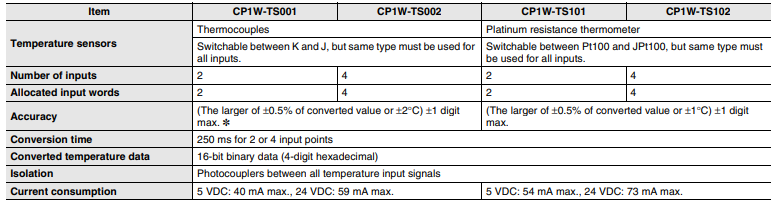 Item CP1W-TS001 CP1W-TS002 CP1W-TS101 CP1W-TS102
Temperature sensors
Thermocouples
Platinum resistance thermometer
Switchable between K and J, but same type must be used for
all inputs.
Switchable between Pt100 and JPt100, but same type must
be used for all inputs.
Number of inputs 2 4 2 4
Allocated input words 2 4 2 4
Accuracy
(The larger of ±0.5% of converted value or ±2°C) ±1 digit
max. ✻
(The larger of ±0.5% of converted value or ±1°C) ±1 digit
max.
Conversion time 250 ms for 2 or 4 input points
Converted temperature data 16-bit binary data (4-digit hexadecimal)
Isolation Photocouplers between all temperature input signals
Current consumption 5 VDC: 40 mA max., 24 VDC: 59 mA max. 5 VDC: 54 mA max., 24 VDC: 73 mA max.